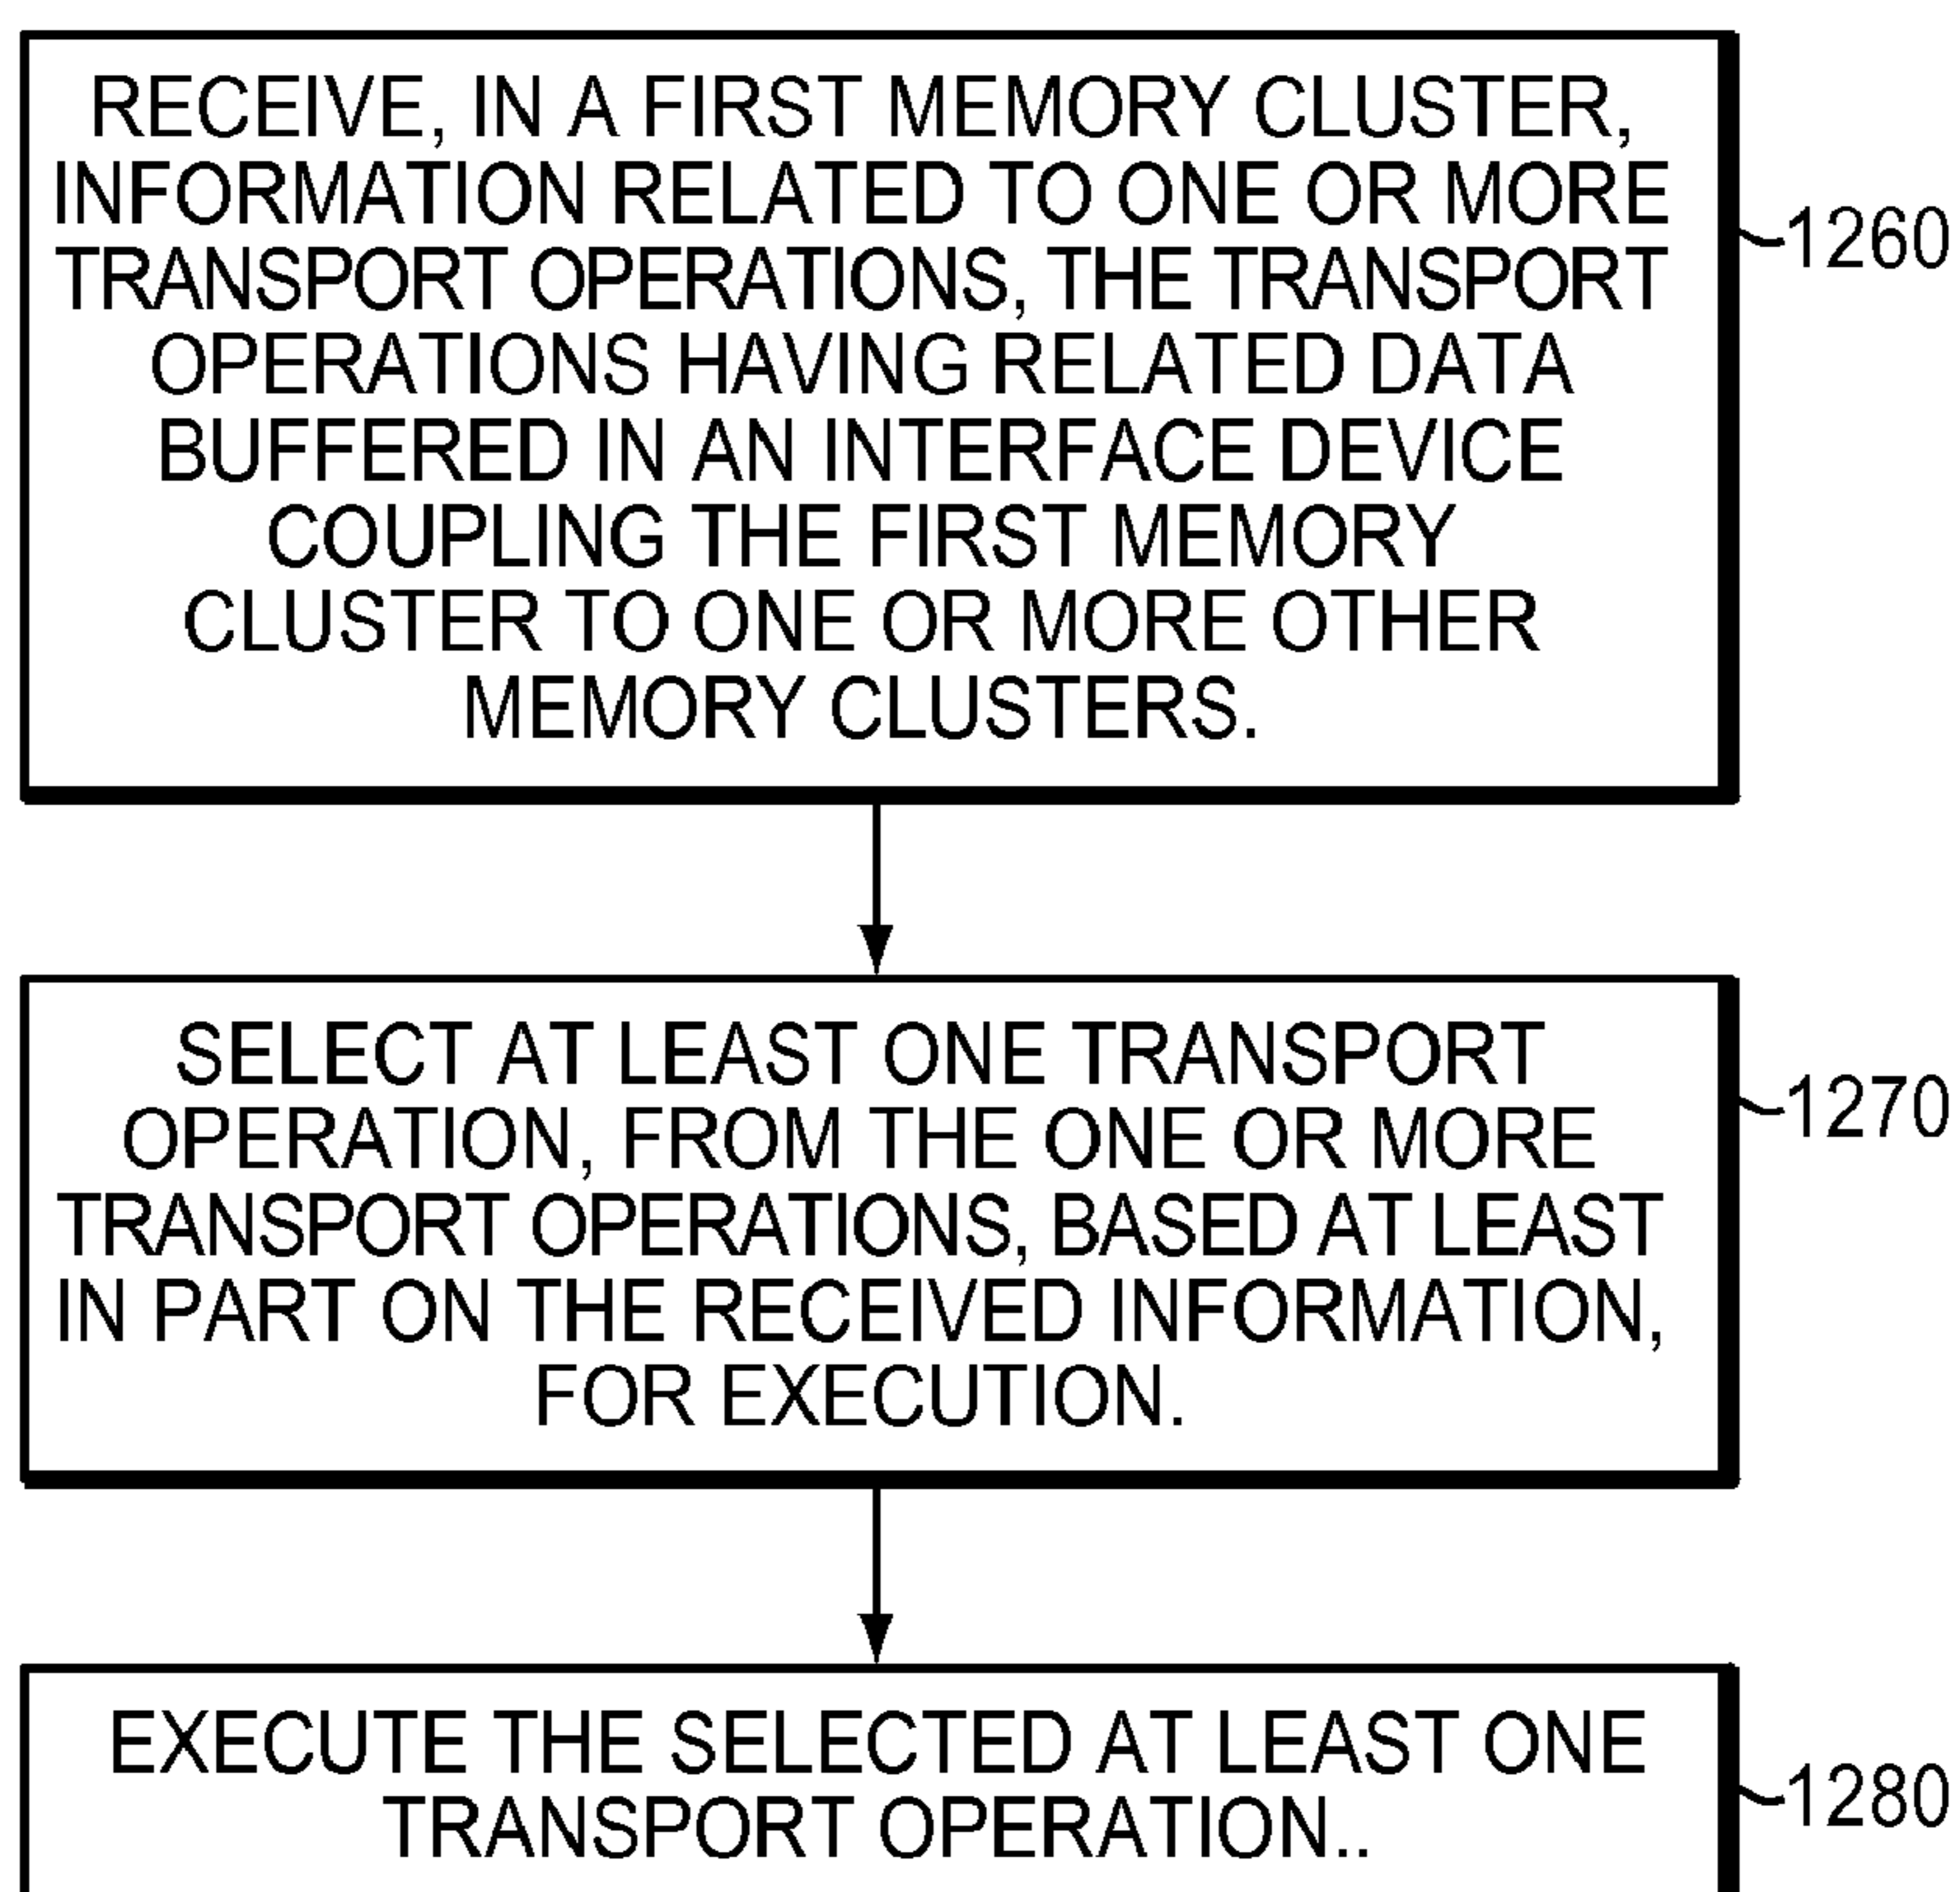 RECEIVE, IN A FIRST MEMORY CLUSTER,
INFORMATION RELATED TO ONE OR MORE
TRANSPORT OPERATIONS, THE TRANSPORT
OPERATIONS HAVING RELATED DATA
BUFFERED IN AN INTERFACE DEVICE
COUPLING THE FIRST MEMORY
CLUSTER TO ONE OR MORE OTHER
MEMORY CLUSTERS.
1260
SELECT AT LEAST ONE TRANSPORT
OPERATION, FROM THE ONE OR MORE
TRANSPORT OPERATIONS, BASED AT LEAST
IN PART ON THE RECEIVED INFORMATION,
FOR EXECUTION.
1270
EXECUTE THE SELECTED AT LEAST ONE
TRANSPORT OPERATION..
1280